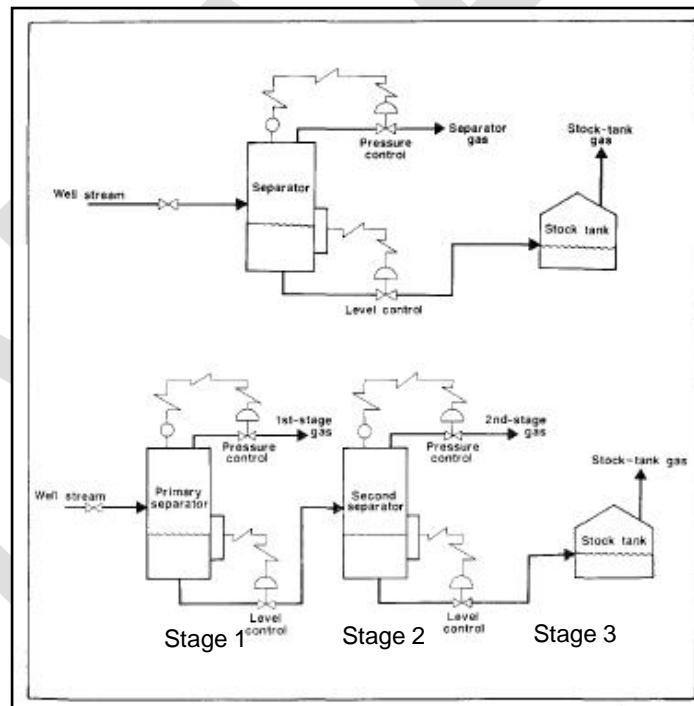 Separator
gas
Pressure
control
Stock-tank
gas
Well stream
Separator
Stock tank
Level control
1st-stage
gas
Pressure
control
2nd-stage
gas
Pressure
control
Stock-tank gas
Well stream
Primary
separator
Second
separator
Stock tank
Level
control
Level
control
Stage 1
Stage 2
Stage 3